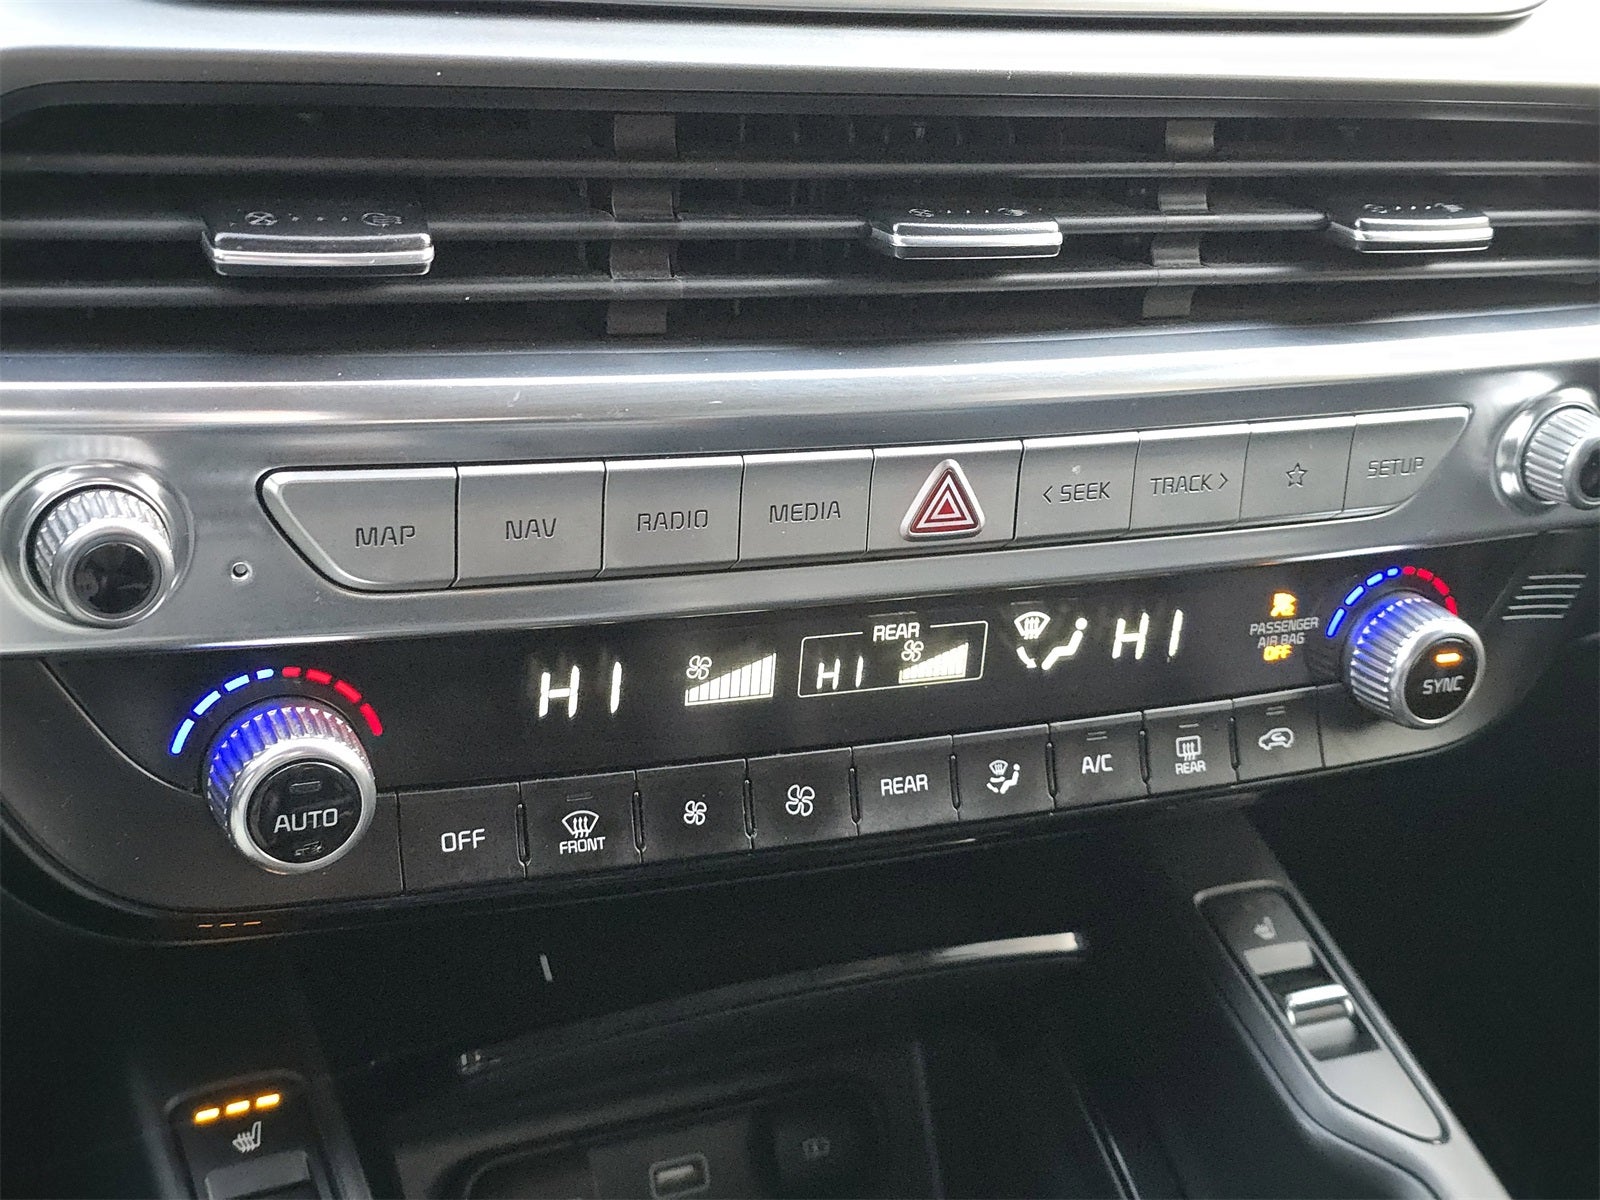 MAP
NAV
RADIO
MEDIA
< SEEK
TRACK >
SETUP
HI
REAR
HI
HI
PASSENGER
AIR BAG
OFF
SYNC
AUTO
OFF
FRONT
REAR
A/C
REAR